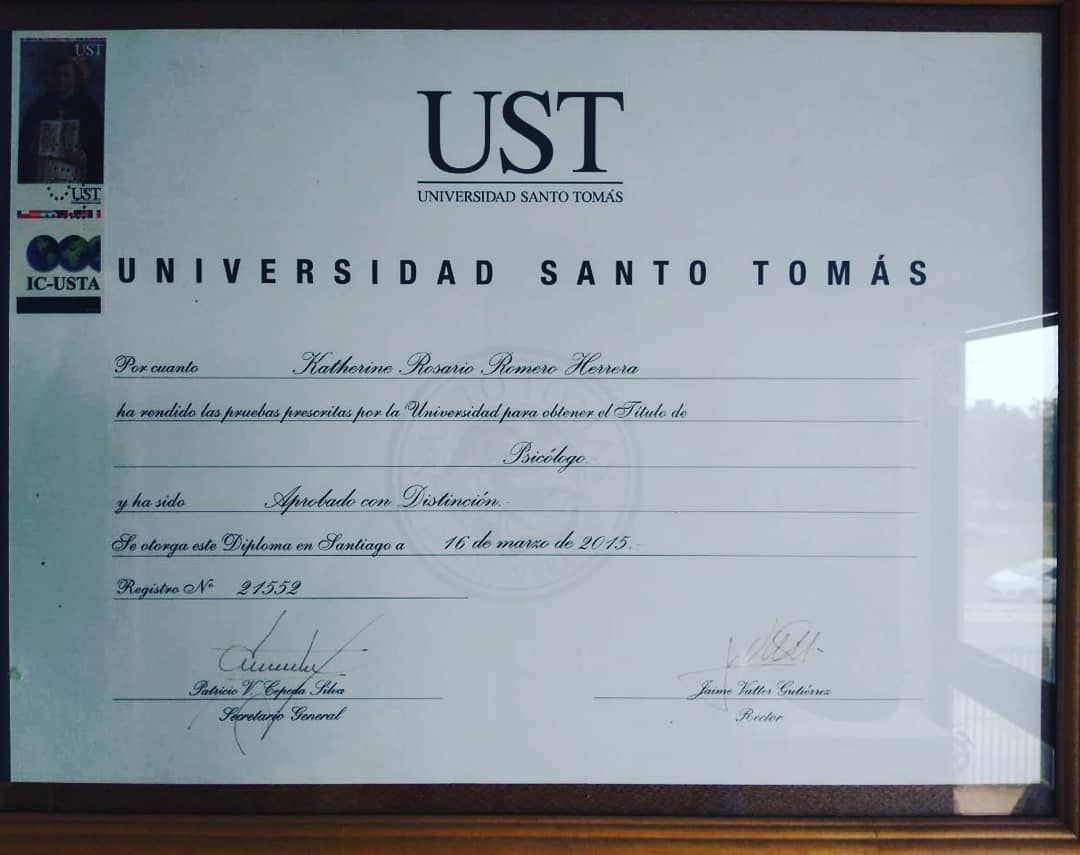 UST
UST
IC-USTA
UST
UNIVERSIDAD SANTO TOMÁS
UNIVERSIDAD SANTO TOMÁS
Por cuanto Katherine Rosario Romero Herrera
ha rendido las pruebas prescritas por la Universidad para obtener el Título de
Psicólogo.-
y ha sido Aprobado con Distinción.-
Se otorga este Diploma en Santiago a 16 de marzo de 2015.-
Registro Nº 21552
Patricio V. Cepeda Silva
Secretario General
Jaime Vatter Gutiérrez
Rector